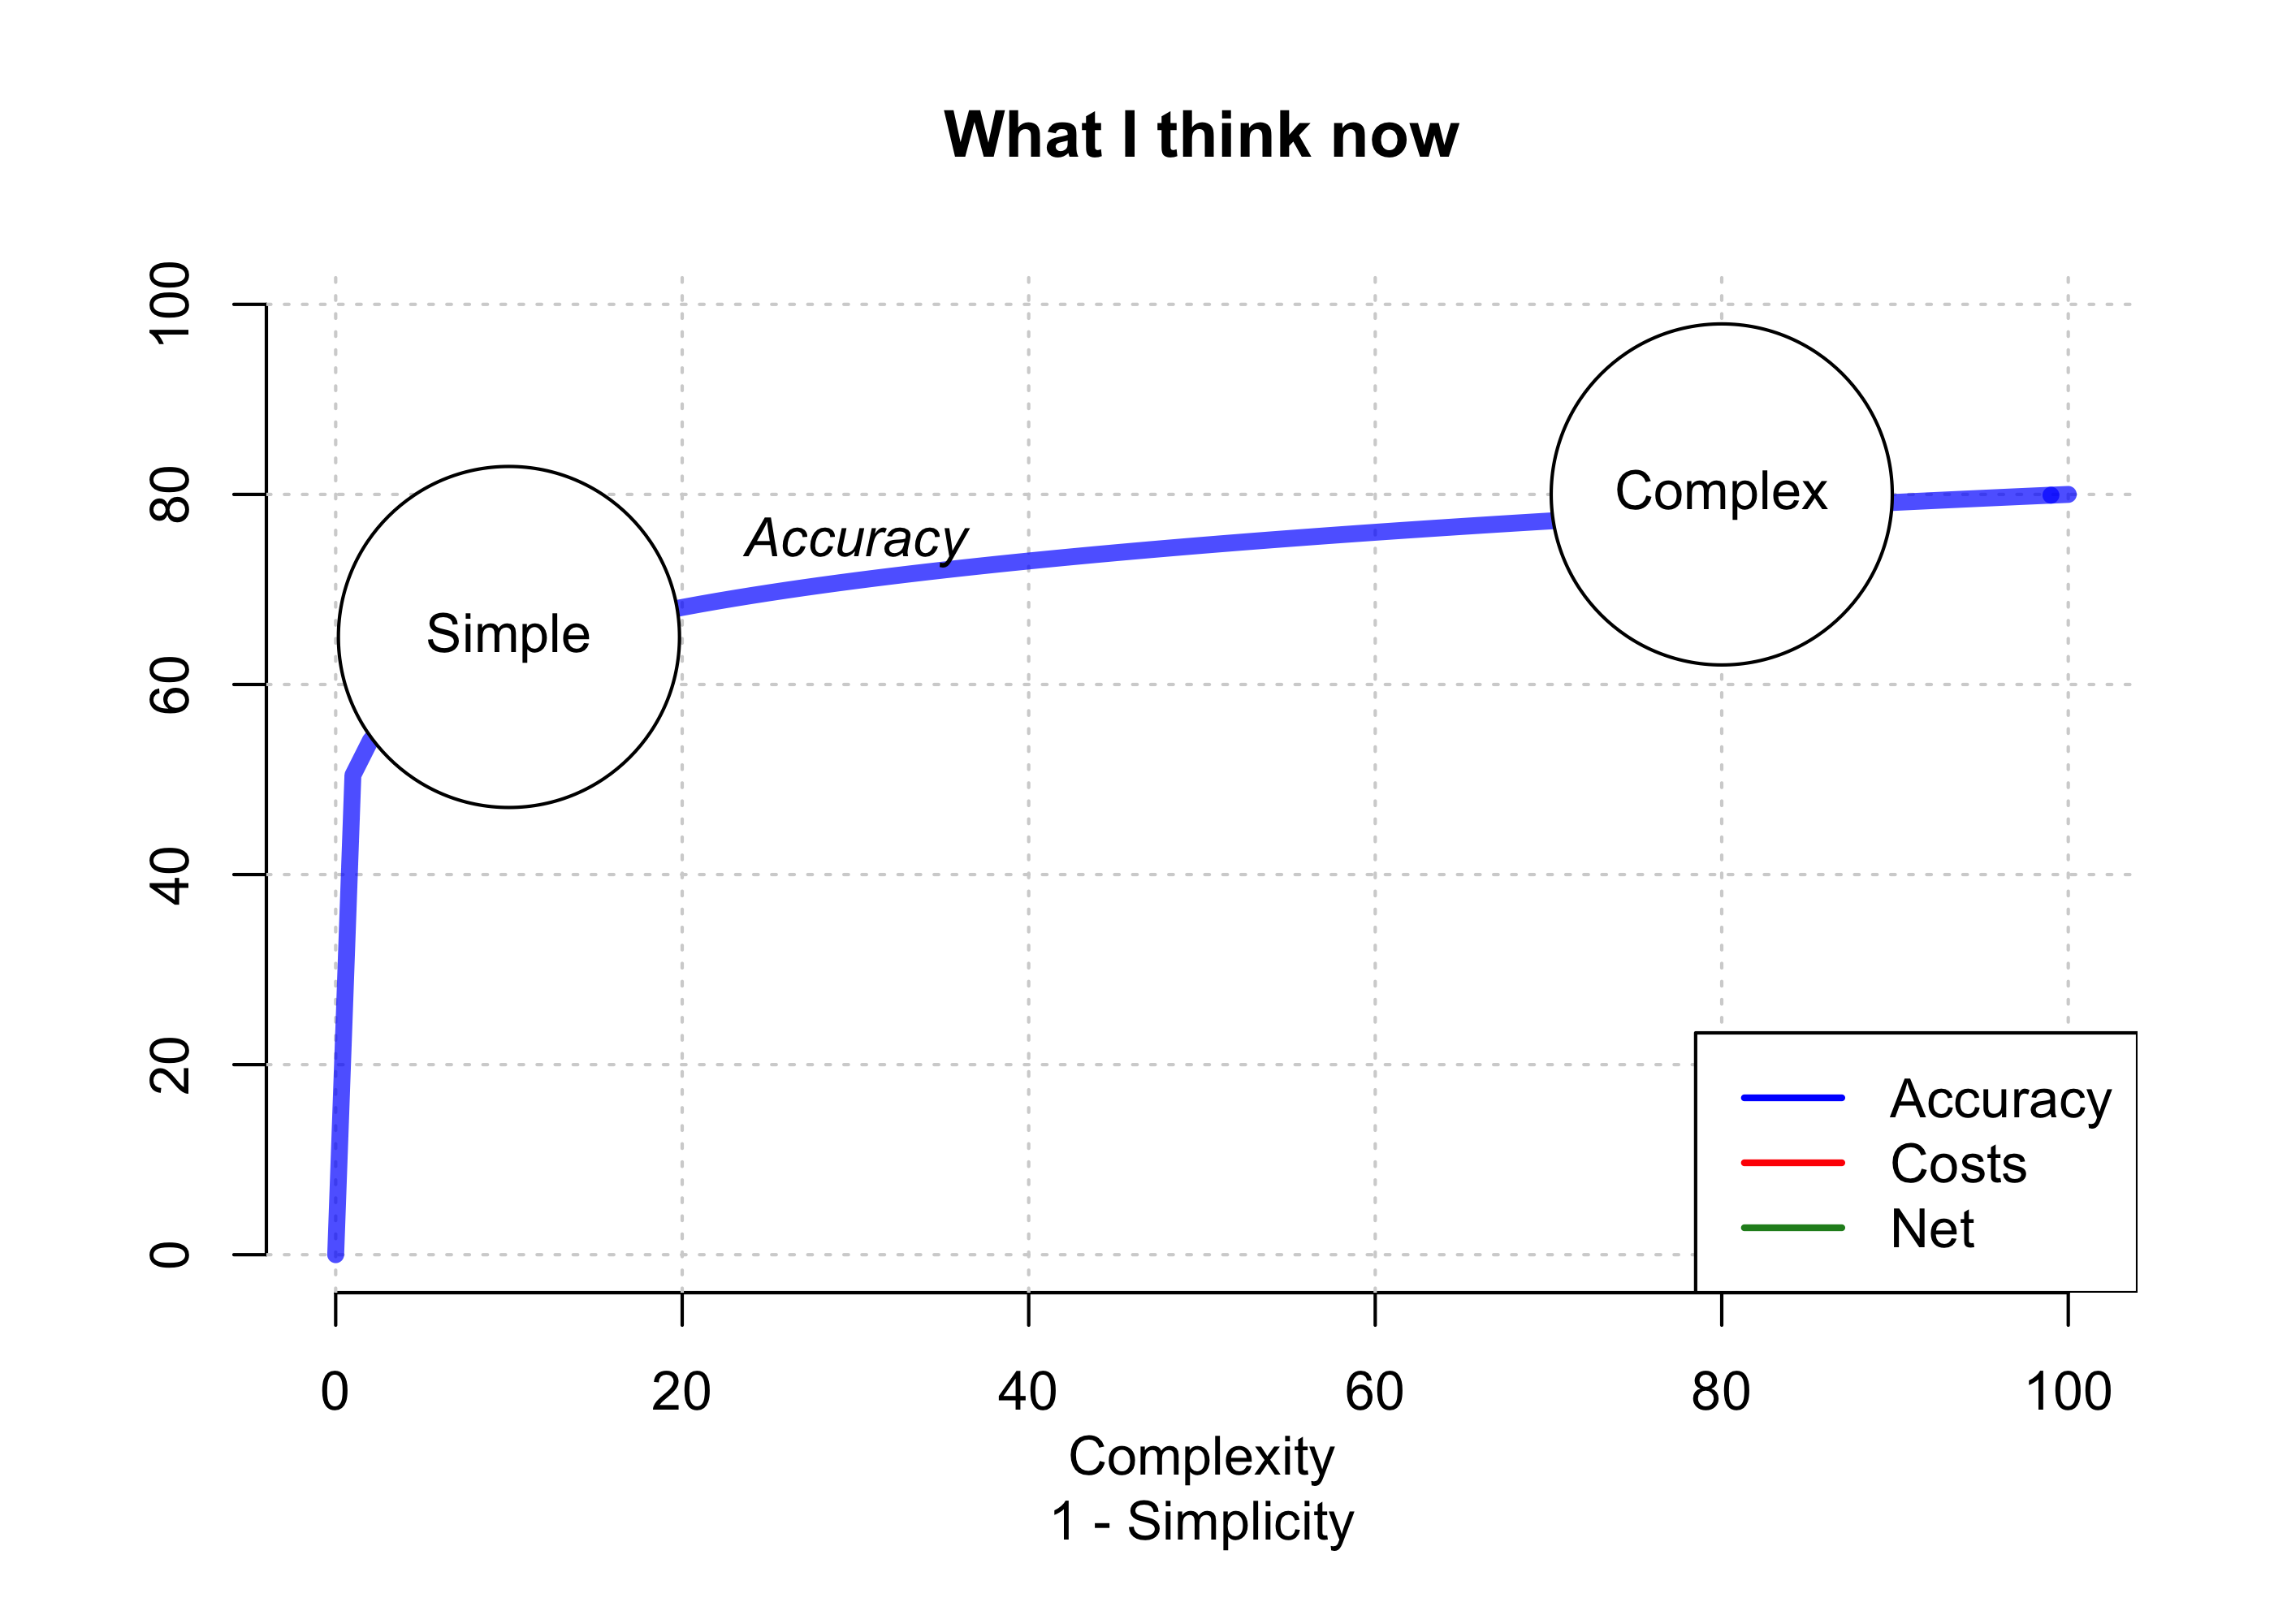 What I think now
100
80
60
40
20
0
Accuracy
Simple
Complex
Accuracy
Costs
Net
0 20 40 60 80 100
Complexity
1 - Simplicity